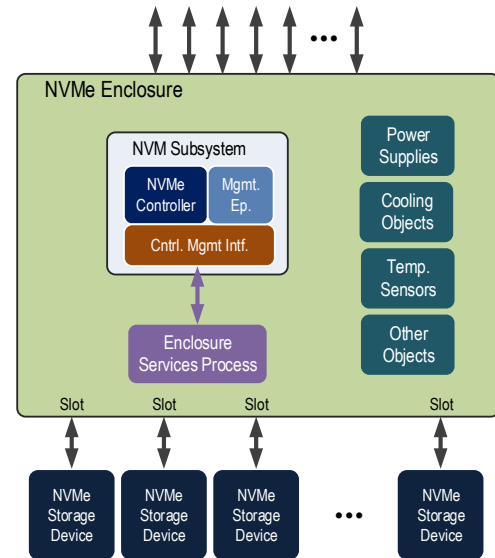 •••
NVMe Enclosure
NVM Subsystem
NVMe
Controller
Mgmt.
Ep.
Cntrl. Mgmt Intf.
Enclosure
Services Process
Power
Supplies
Cooling
Objects
Temp.
Sensors
Other
Objects
Slot
Slot
Slot
Slot
NVMe
Storage
Device
NVMe
Storage
Device
NVMe
Storage
Device
•••
NVMe
Storage
Device